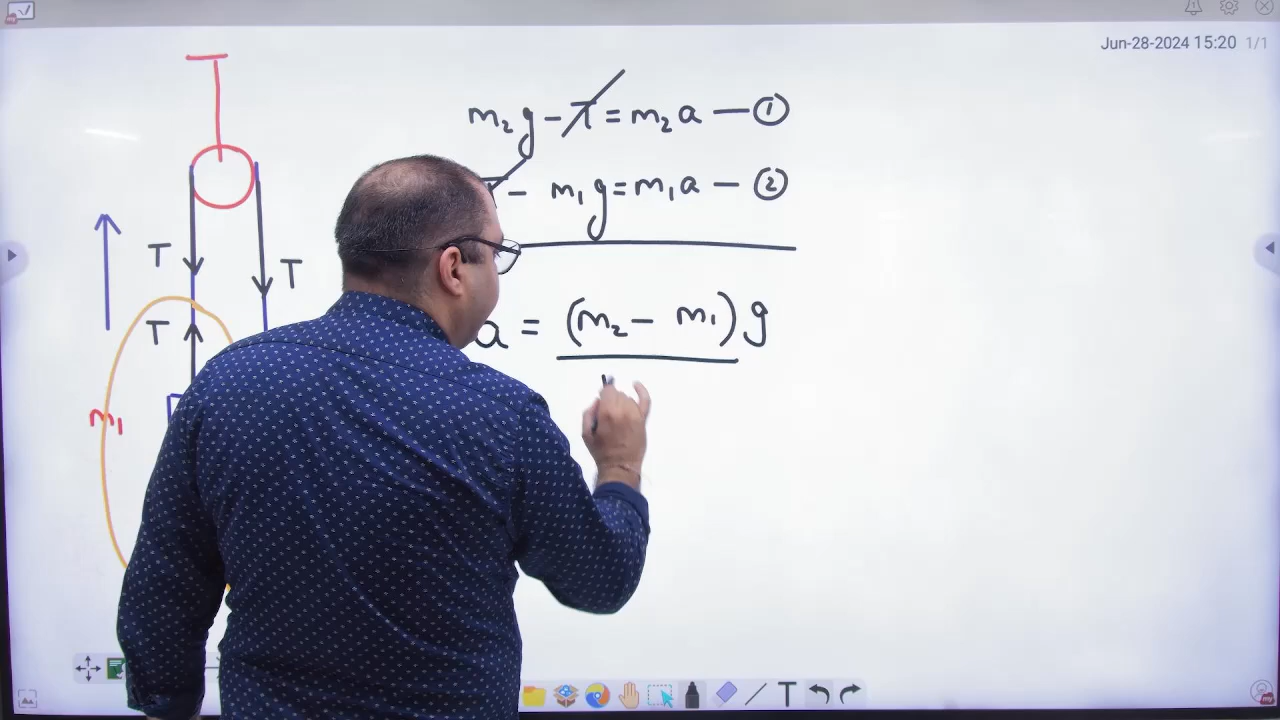 Jun-28-2024 15:20 1/1
m₂g - T = m₂a — ①
- m₁g = m₁a — ②
T
T
T
a = (m₂ - m₁) g
m₁
T